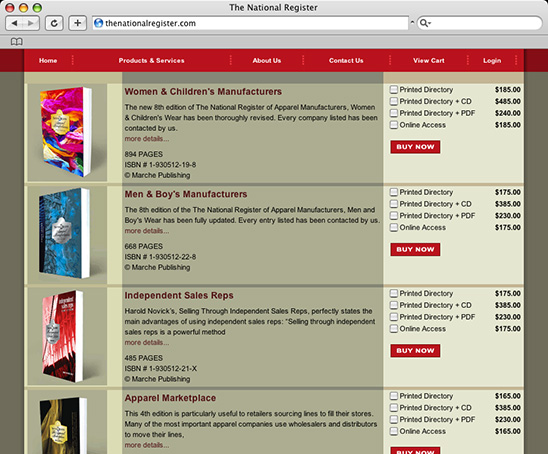 The National Register
thenationalregister.com
Home Products & Services About Us Contact Us View Cart Login
Women & Children's Manufacturers
The new 8th edition of The National Register of Apparel Manufacturers, Women
& Children's Wear has been thoroughly revised. Every company listed has been
contacted by us.
more details...
894 PAGES
ISBN # 1-930512-19-8
© Marche Publishing
Printed Directory $185.00
Printed Directory + CD $485.00
Printed Directory + PDF $240.00
Online Access $185.00
BUY NOW
Men & Boy's Manufacturers
The 8th edition of the The National Register of Apparel Manufacturers, Men and
Boy's Wear has been fully updated. Every entry listed has been contacted by us.
more details...
668 PAGES
ISBN # 1-930512-22-8
© Marche Publishing
Printed Directory $175.00
Printed Directory + CD $385.00
Printed Directory + PDF $230.00
Online Access $175.00
BUY NOW
independent
sales reps
Independent Sales Reps
Harold Novick's, Selling Through Independent Sales Reps, perfectly states the
main advantages of using independent sales reps: "Selling through independent
sales reps is a powerful method
more details...
485 PAGES
ISBN # 1-930512-21-X
© Marche Publishing
Printed Directory $175.00
Printed Directory + CD $385.00
Printed Directory + PDF $230.00
Online Access $175.00
BUY NOW
Apparel Marketplace
This 4th edition is particularly useful to retailers sourcing lines to fill their stores.
Many of the most important apparel companies use wholesalers and distributors
to move their lines,
more details...
Printed Directory $165.00
Printed Directory + CD $385.00
Printed Directory + PDF $230.00
Online Access $165.00
BUY NOW